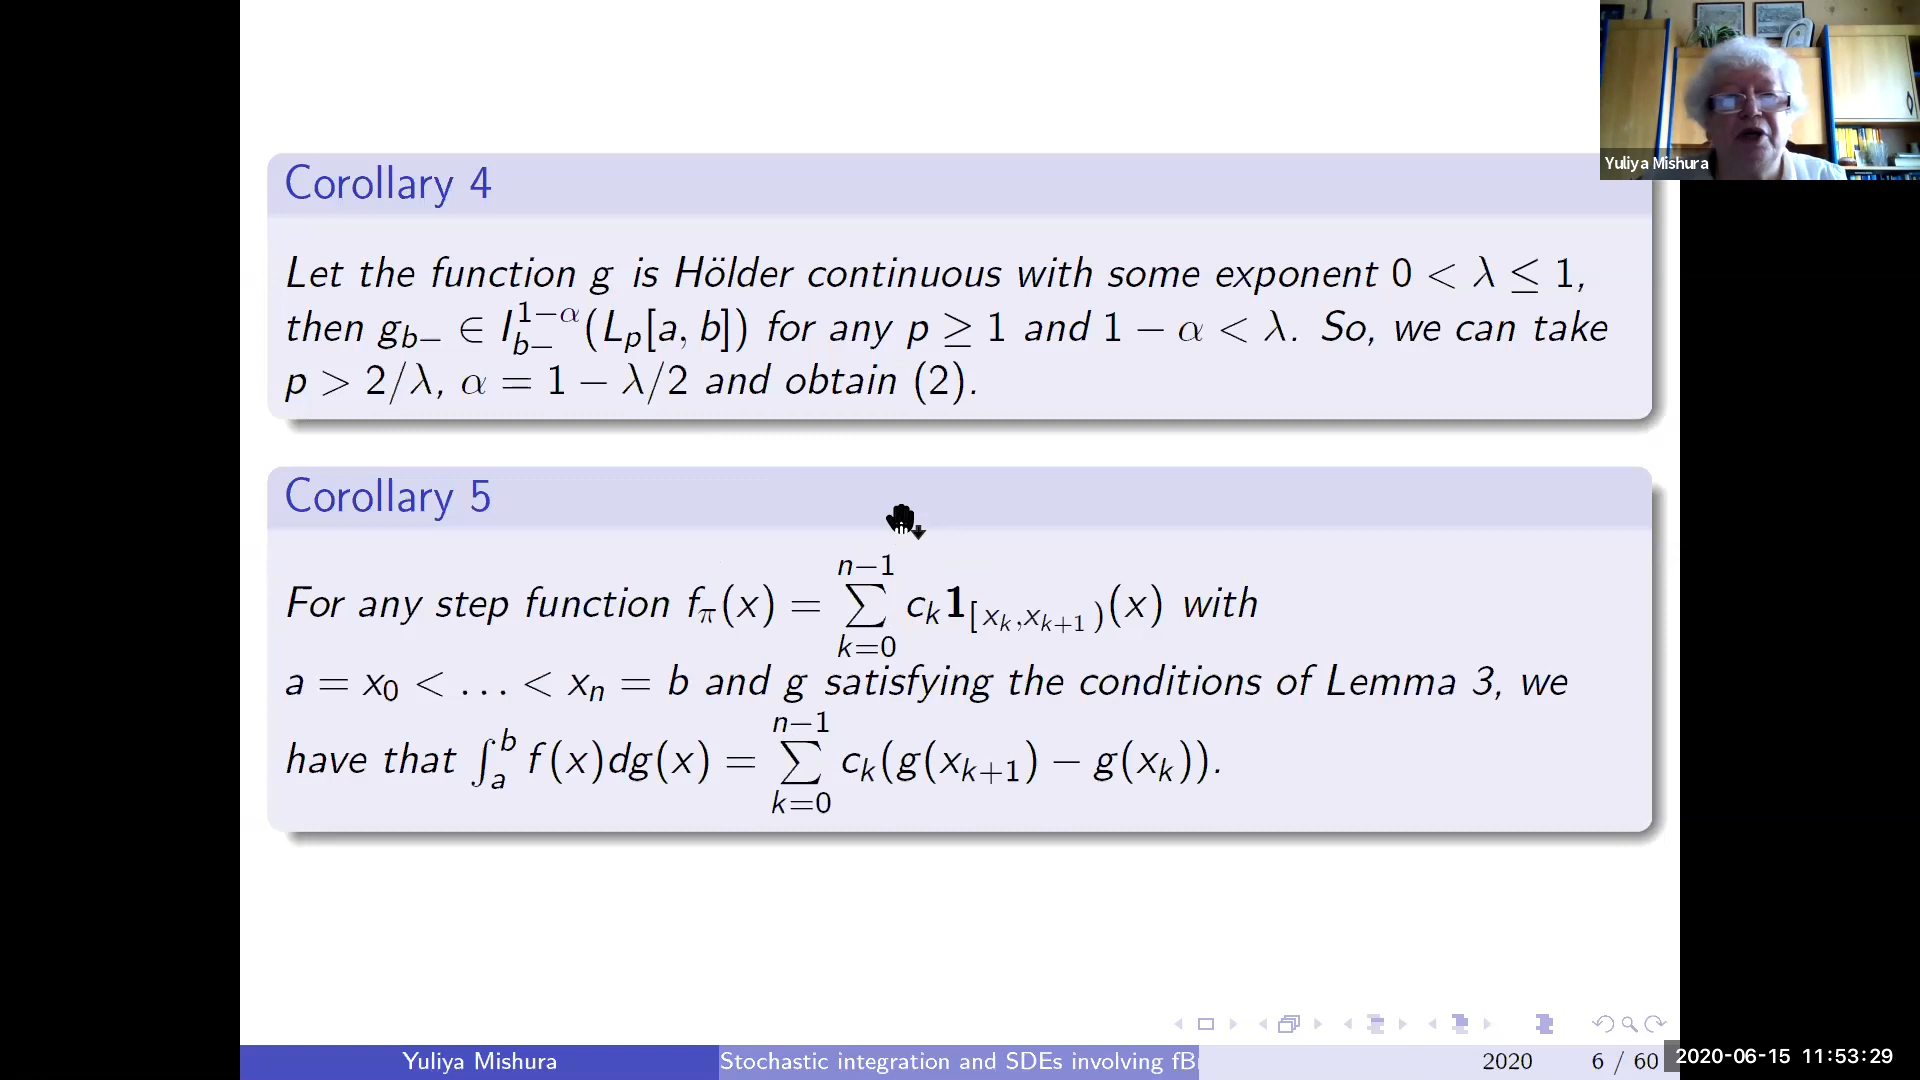 Yuliya Mishura
Corollary 4
Let the function g is Hölder continuous with some exponent 0 < λ ≤ 1,
then g_{b−} ∈ I_{b−}^{1−α}(L_p[a, b]) for any p ≥ 1 and 1 − α < λ. So, we can take
p > 2/λ, α = 1 − λ/2 and obtain (2).
Corollary 5
For any step function f_π(x) = ∑_{k=0}^{n−1} c_k 𝟏_{[x_k,x_{k+1})}(x) with
a = x_0 < … < x_n = b and g satisfying the conditions of Lemma 3, we
have that ∫_a^b f(x)dg(x) = ∑_{k=0}^{n−1} c_k(g(x_{k+1}) − g(x_k)).
Yuliya Mishura Stochastic integration and SDEs involving fB 2020 6 / 60
2020-06-15 11:53:29